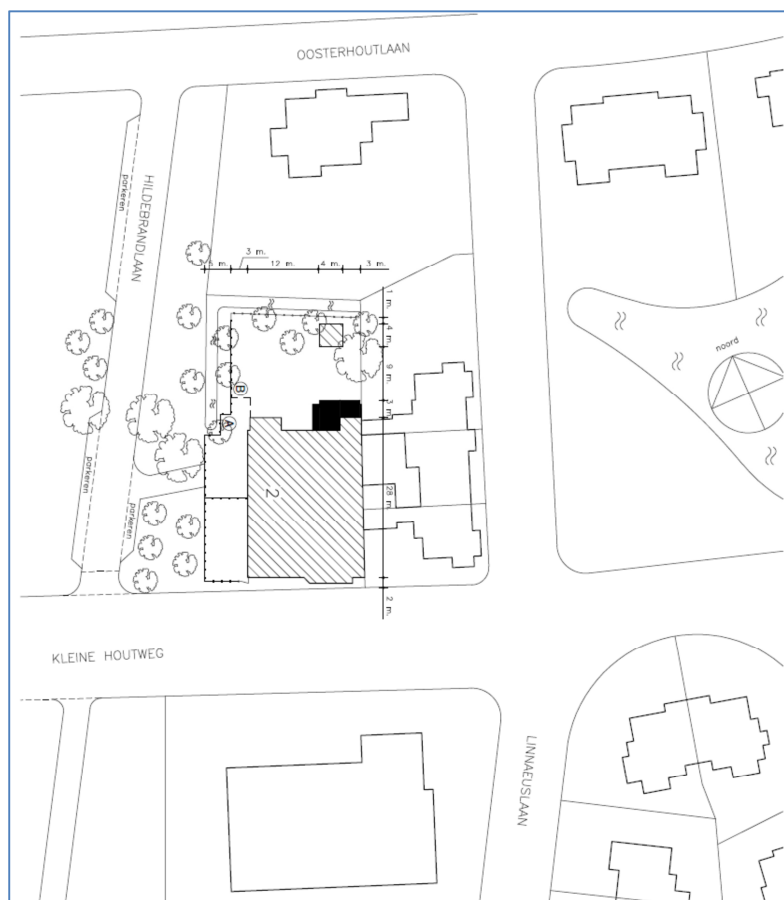 OOSTERHOUTLAAN
HILDEBRANDLAAN
parkeren
3 m.
12 m.
4 m.
3 m.
1 m.
4 m.
9 m.
3 m.
28 m.
2 m.
noord
B
A
2
parkeren
parkeren
KLEINE HOUTWEG
LINNAEUSLAAN